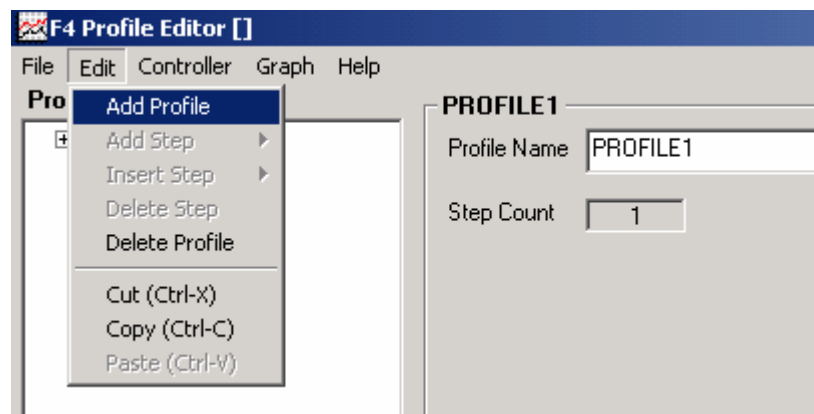 F4 Profile Editor []
File Edit Controller Graph Help
Pro
Add Profile
Add Step
Insert Step
Delete Step
Delete Profile
Cut (Ctrl-X)
Copy (Ctrl-C)
Paste (Ctrl-V)
PROFILE1
Profile Name PROFILE1
Step Count 1